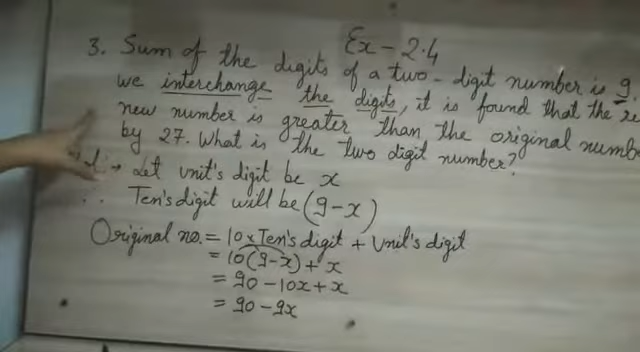 Ex - 2.4
3. Sum of the digits of a two-digit number is 9.
we interchange the digits, it is found that the
new number is greater than the original
by 27. What is the two digit number?
Let unit's digit be x
∴ Ten's digit will be (9-x)
Original no. = 10 x Ten's digit + Unit's digit
= 10(9-x) + x
= 90 - 10x + x
= 90 - 9x